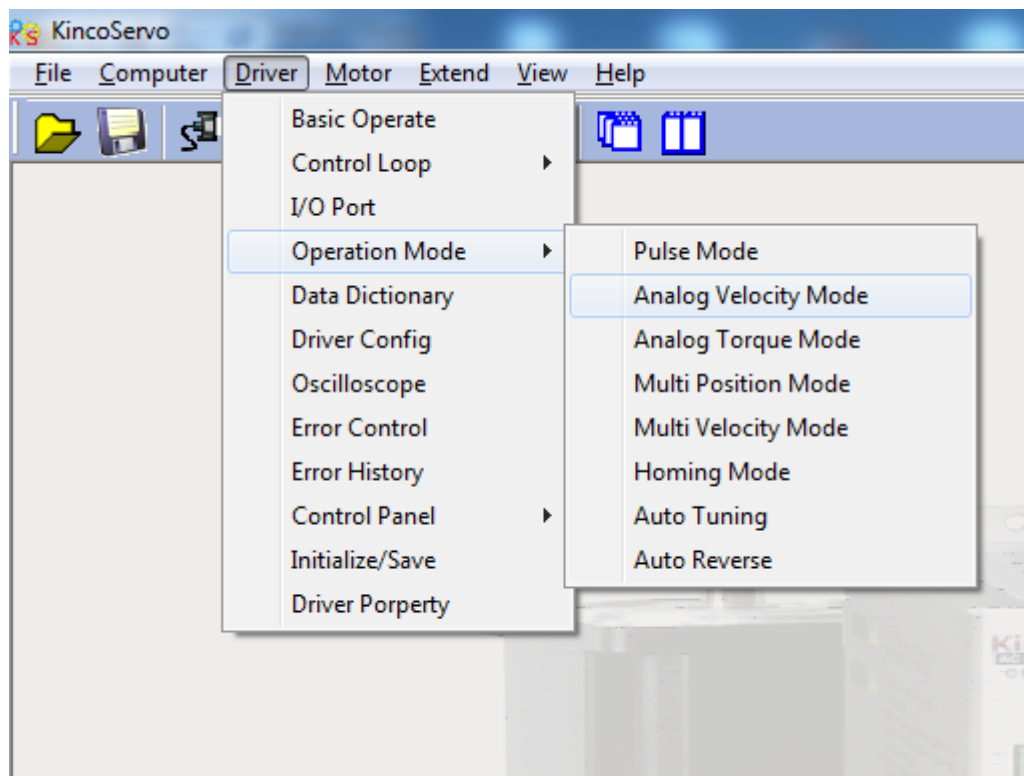 KincoServo
File Computer Driver Motor Extend View Help
Basic Operate
Control Loop
I/O Port
Operation Mode
Data Dictionary
Driver Config
Oscilloscope
Error Control
Error History
Control Panel
Initialize/Save
Driver Porperty
Pulse Mode
Analog Velocity Mode
Analog Torque Mode
Multi Position Mode
Multi Velocity Mode
Homing Mode
Auto Tuning
Auto Reverse